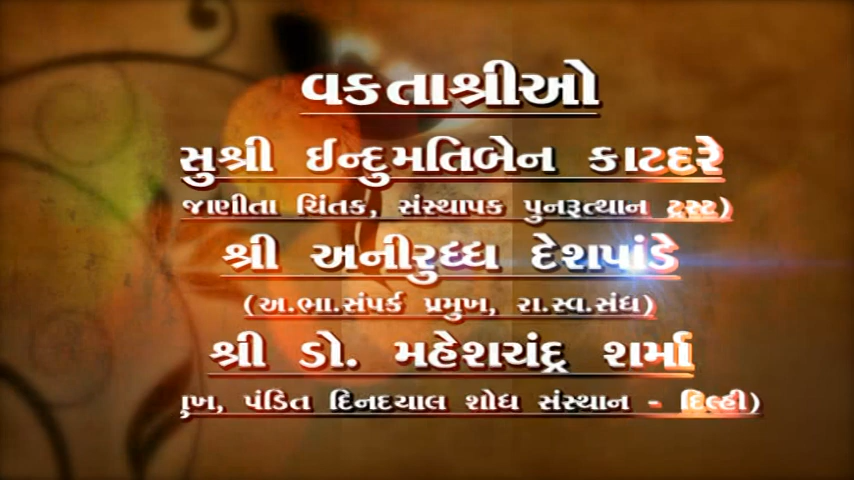 વકતાશ્રીઓ
સુશ્રી ઈન્દુમતિબેન કાટદરે
જાણીતા ચિંતક, સંસ્થાપક પુનરૂત્થાન ટ્રસ્ટ)
શ્રી અનીરુધ્ધ દેશપાંડે
(અ.ભા.સંપર્ક પ્રમુખ, રા.સ્વ.સંઘ)
શ્રી ડો. મહેશચંદ્ર શર્મા
પંડિત દિનદયાલ શોધ સંસ્થાન - દિલ્હી)